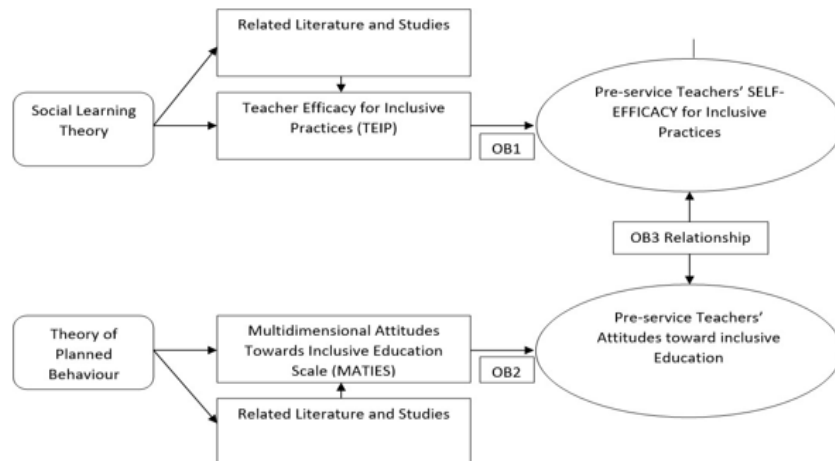 Related Literature and Studies
Social Learning
Theory
Teacher Efficacy for Inclusive
Practices (TEIP)
OB1
Pre-service Teachers' SELF-
EFFICACY for Inclusive
Practices
OB3 Relationship
Theory of
Planned
Behaviour
Multidimensional Attitudes
Towards Inclusive Education
Scale (MATIES)
OB2
Pre-service Teachers'
Attitudes toward inclusive
Education
Related Literature and Studies